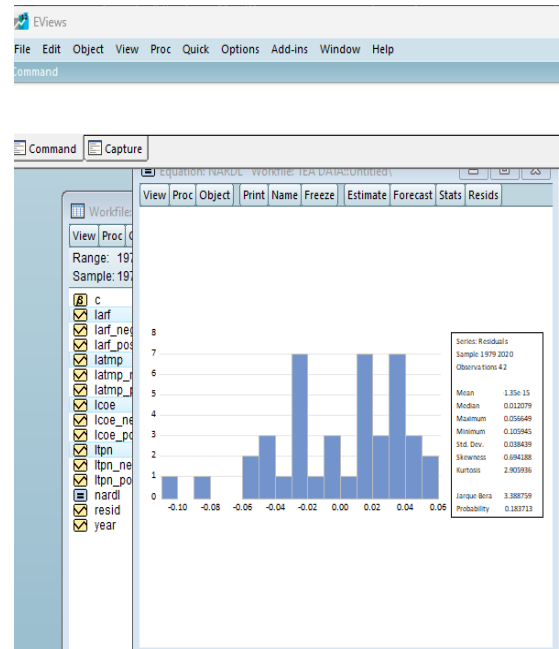 EViews
File Edit Object View Proc Quick Options Add-ins Window Help
Command
Command Capture
Equation: NARDL Workfile: TEA DATA::Untitled\
View Proc Object Print Name Freeze Estimate Forecast Stats Resids
Workfile:
View Proc
Range: 197
Sample: 197
c
larf
larf_neg
larf_pos
latmp
latmp_n
latmp_p
lcoe
lcoe_ne
lcoe_po
ltpn
ltpn_ne
ltpn_po
nardl
resid
year
8
7
6
5
4
3
2
1
0
-0.10 -0.08 -0.06 -0.04 -0.02 0.00 0.02 0.04 0.06
Series: Residuals
Sample 1979 2020
Observations 42
Mean -1.35e-15
Median 0.012079
Maximum 0.056649
Minimum 0.105945
Std. Dev. 0.038439
Skewness 0.694188
Kurtosis 2.905936
Jarque-Bera 3.388759
Probability 0.183713